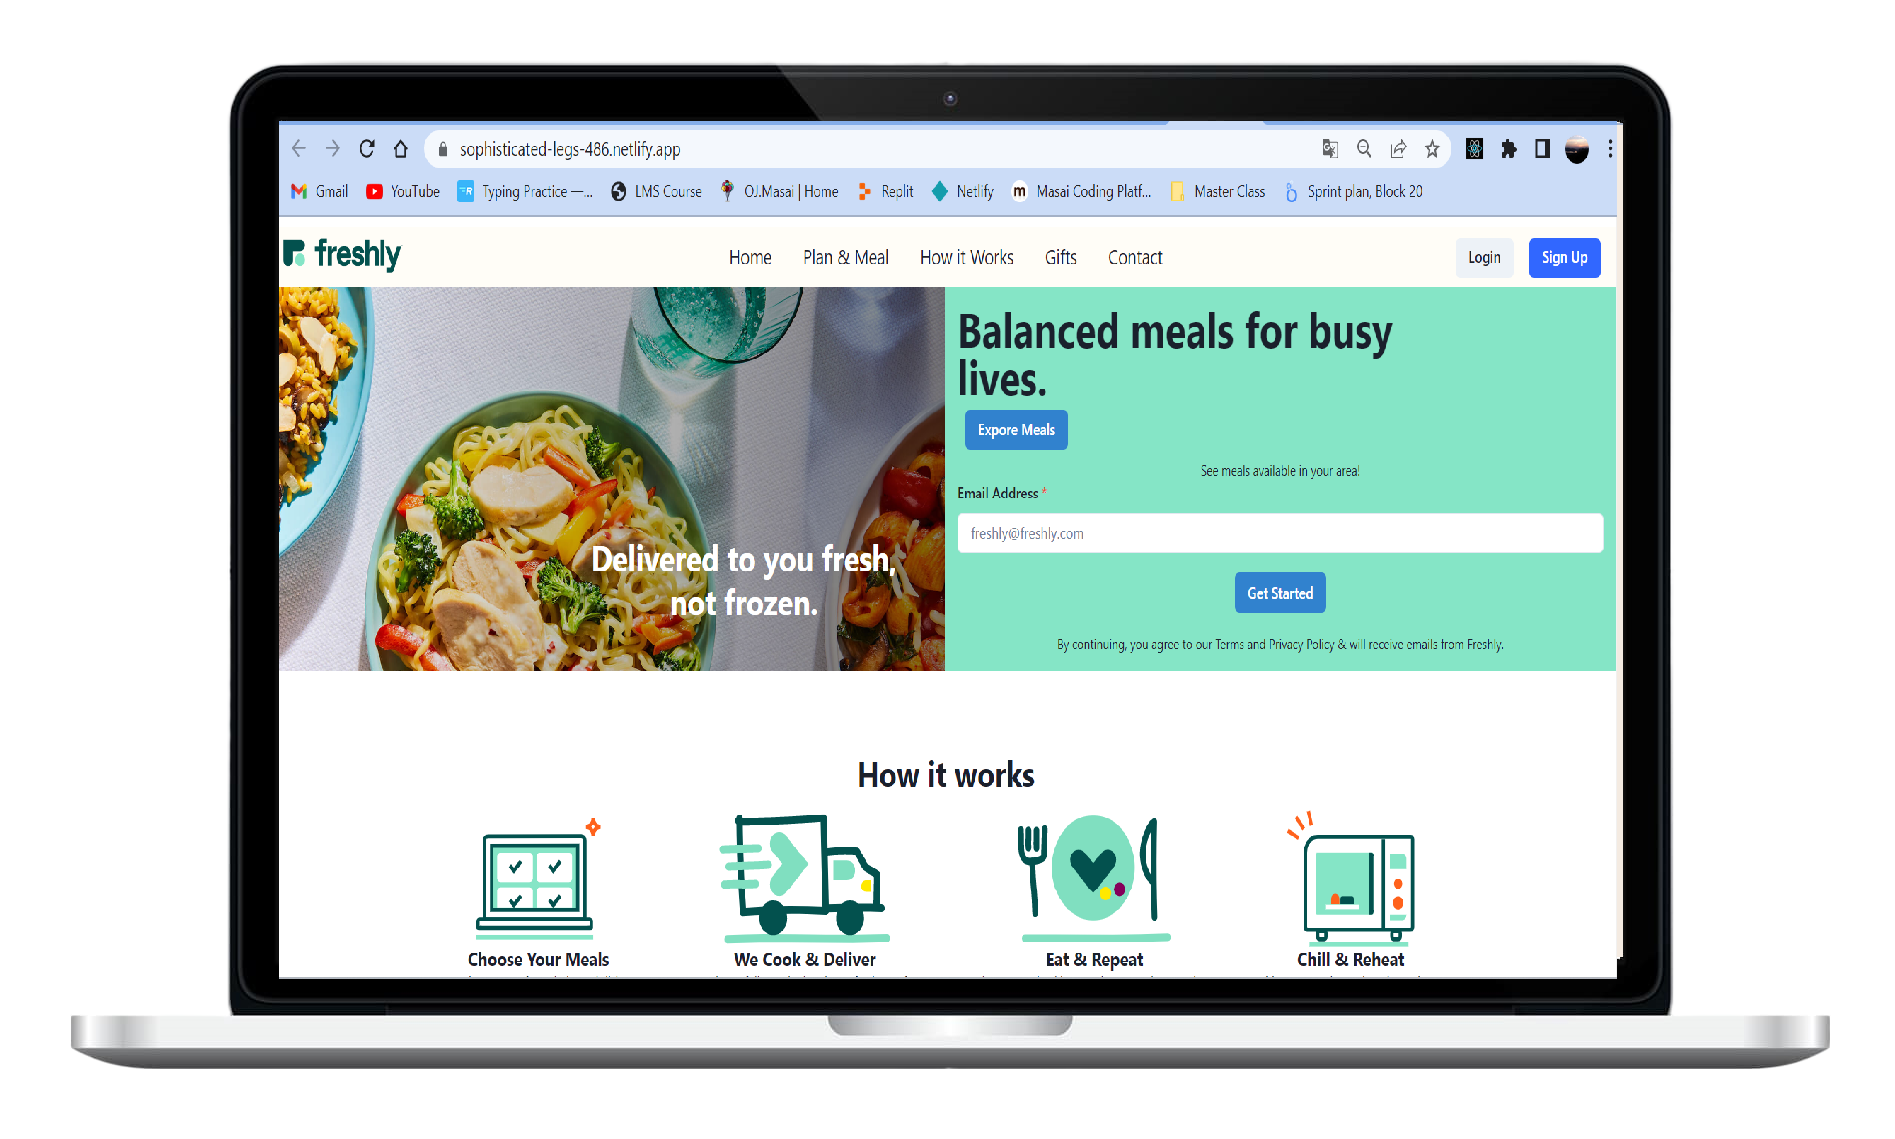 sophisticated-legs-486.netlify.app
Gmail YouTube Typing Practice —... LMS Course OJ.Masai | Home Replit Netlify Masai Coding Platf... Master Class Sprint plan, Block 20
freshly Home Plan & Meal How it Works Gifts Contact Login Sign Up
Delivered to you fresh,
not frozen.
Balanced meals for busy
lives.
Expore Meals
See meals available in your area!
Email Address *
freshly@freshly.com
Get Started
By continuing, you agree to our Terms and Privacy Policy & will receive emails from Freshly.
How it works
Choose Your Meals We Cook & Deliver Eat & Repeat Chill & Reheat